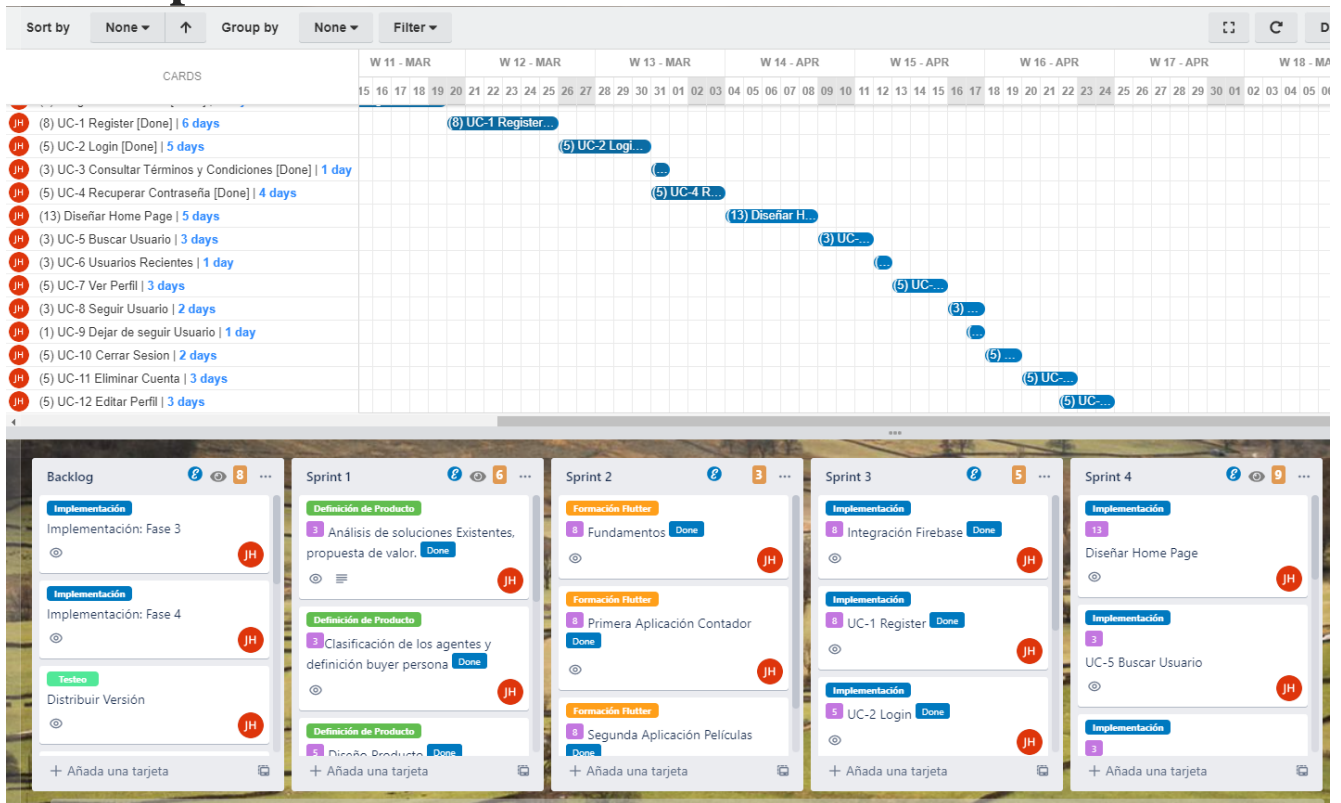 Sort by None Group by None Filter
CARDS
W 11 - MAR W 12 - MAR W 13 - MAR W 14 - APR W 15 - APR W 16 - APR W 17 - APR W 18 - MA
15 16 17 18 19 20 21 22 23 24 25 26 27 28 29 30 31 01 02 03 04 05 06 07 08 09 10 11 12 13 14 15 16 17 18 19 20 21 22 23 24 25 26 27 28 29 30 01 02 03 04 05 06
JH (8) UC-1 Register [Done] | 6 days (8) UC-1 Register...
JH (5) UC-2 Login [Done] | 5 days (5) UC-2 Logi...
JH (3) UC-3 Consultar Términos y Condiciones [Done] | 1 day (...
JH (5) UC-4 Recuperar Contraseña [Done] | 4 days (5) UC-4 R...
JH (13) Diseñar Home Page | 5 days (13) Diseñar H...
JH (3) UC-5 Buscar Usuario | 3 days (3) UC-...
JH (3) UC-6 Usuarios Recientes | 1 day (...
JH (5) UC-7 Ver Perfil | 3 days (5) UC-...
JH (3) UC-8 Seguir Usuario | 2 days (3) ...
JH (1) UC-9 Dejar de seguir Usuario | 1 day (...
JH (5) UC-10 Cerrar Sesion | 2 days (5) ...
JH (5) UC-11 Eliminar Cuenta | 3 days (5) UC-...
JH (5) UC-12 Editar Perfil | 3 days (5) UC-...
Backlog 8 ...
Implementación
Implementación: Fase 3
JH
Implementación
Implementación: Fase 4
JH
Testeo
Distribuir Versión
JH
+ Añada una tarjeta
Sprint 1 6 ...
Definición de Producto
3 Análisis de soluciones Existentes,
propuesta de valor. Done
JH
Definición de Producto
3 Clasificación de los agentes y
definición buyer persona Done
JH
Definición de Producto
5 Diseño Producto Done
+ Añada una tarjeta
Sprint 2 3 ...
Formación Flutter
8 Fundamentos Done
JH
Formación Flutter
8 Primera Aplicación Contador
Done
JH
Formación Flutter
8 Segunda Aplicación Películas
Done
+ Añada una tarjeta
Sprint 3 5 ...
Implementación
8 Integración Firebase Done
JH
Implementación
8 UC-1 Register Done
JH
Implementación
5 UC-2 Login Done
JH
+ Añada una tarjeta
Sprint 4 9 ...
Implementación
13
Diseñar Home Page
JH
Implementación
3
UC-5 Buscar Usuario
JH
Implementación
3
+ Añada una tarjeta